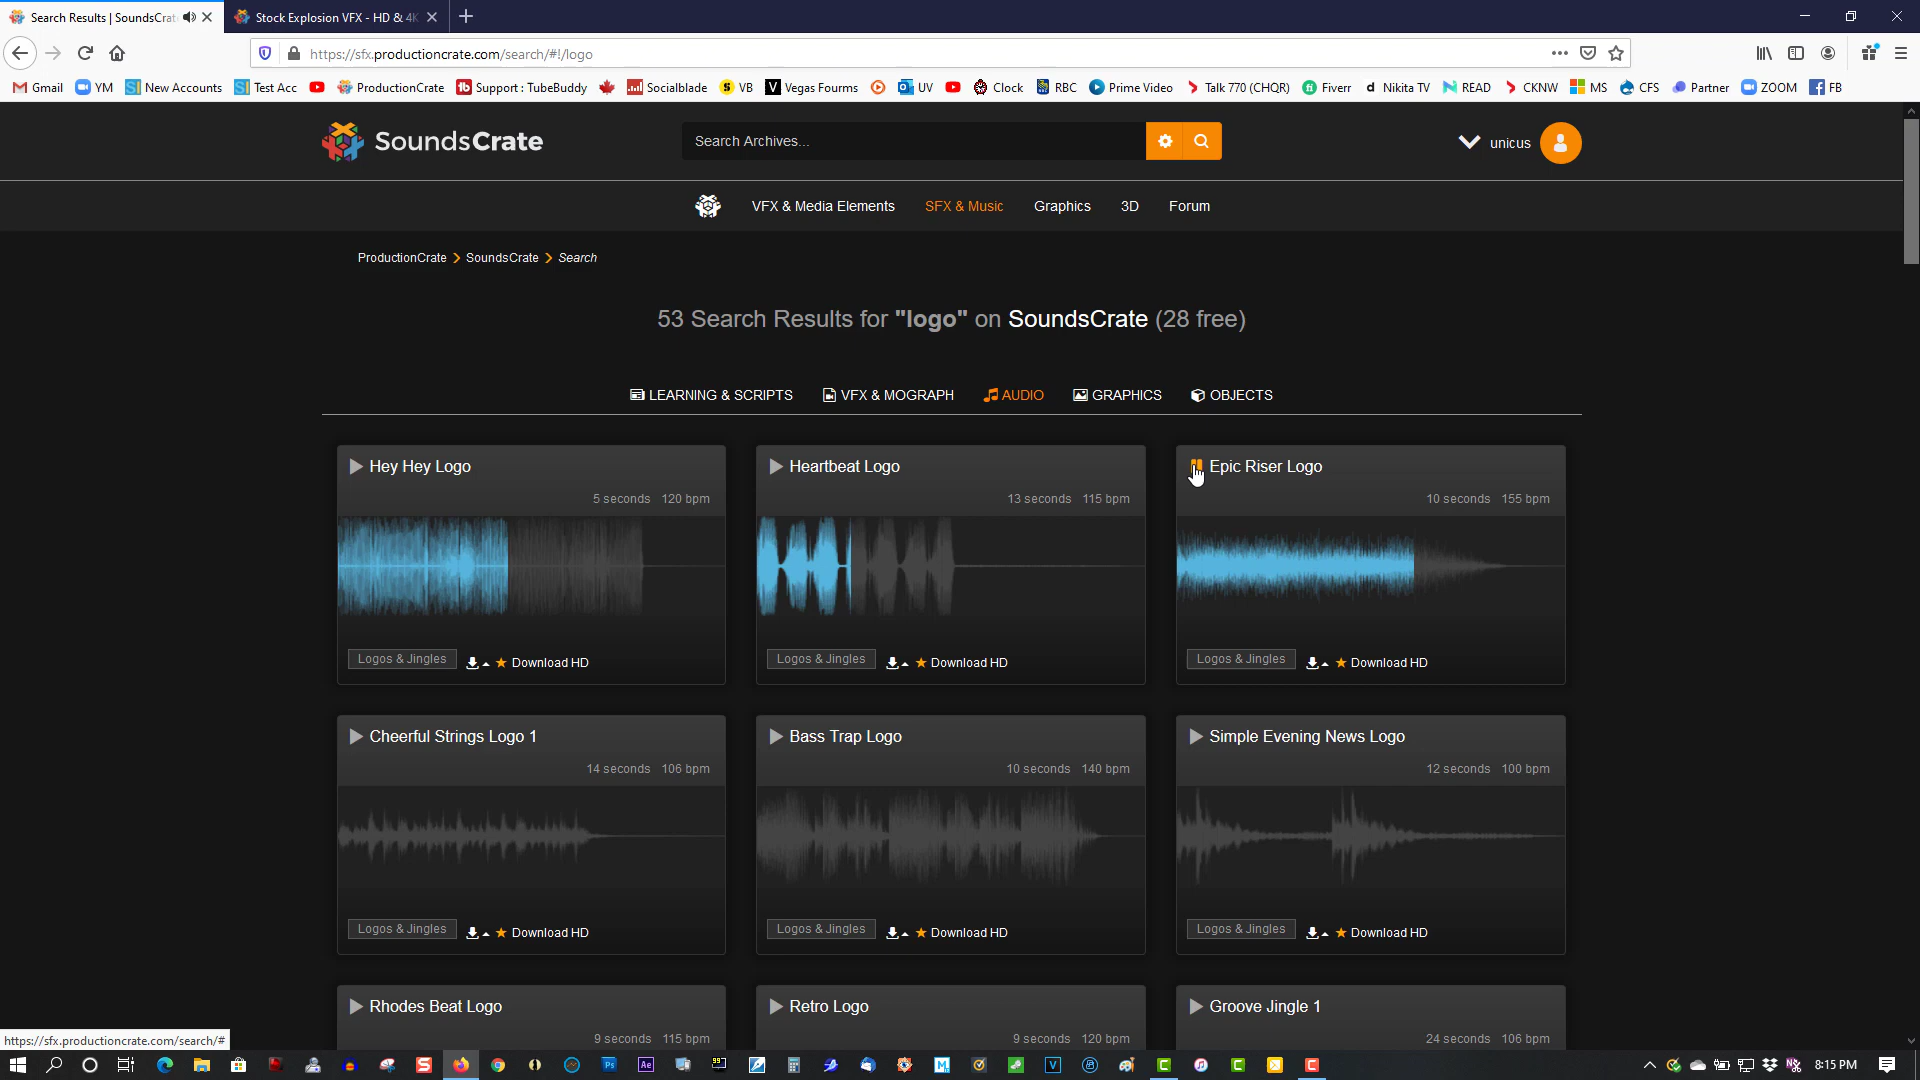 Search Results | SoundsCrat
Stock Explosion VFX - HD & 4K
https://sfx.productioncrate.com/search/#!/logo
Gmail YM New Accounts Test Acc ProductionCrate Support : TubeBuddy Socialblade VB Vegas Fourms UV Clock RBC Prime Video Talk 770 (CHQR) Fiverr Nikita TV READ CKNW MS CFS Partner ZOOM FB
SoundsCrate
Search Archives...
unicus
VFX & Media Elements SFX & Music Graphics 3D Forum
ProductionCrate SoundsCrate Search
53 Search Results for "logo" on SoundsCrate (28 free)
LEARNING & SCRIPTS VFX & MOGRAPH AUDIO GRAPHICS OBJECTS
Hey Hey Logo
5 seconds 120 bpm
Logos & Jingles Download HD
Heartbeat Logo
13 seconds 115 bpm
Logos & Jingles Download HD
Epic Riser Logo
10 seconds 155 bpm
Logos & Jingles Download HD
Cheerful Strings Logo 1
14 seconds 106 bpm
Logos & Jingles Download HD
Bass Trap Logo
10 seconds 140 bpm
Logos & Jingles Download HD
Simple Evening News Logo
12 seconds 100 bpm
Logos & Jingles Download HD
Rhodes Beat Logo
9 seconds 115 bpm
Retro Logo
9 seconds 120 bpm
Groove Jingle 1
24 seconds 106 bpm
https://sfx.productioncrate.com/search/#
8:15 PM